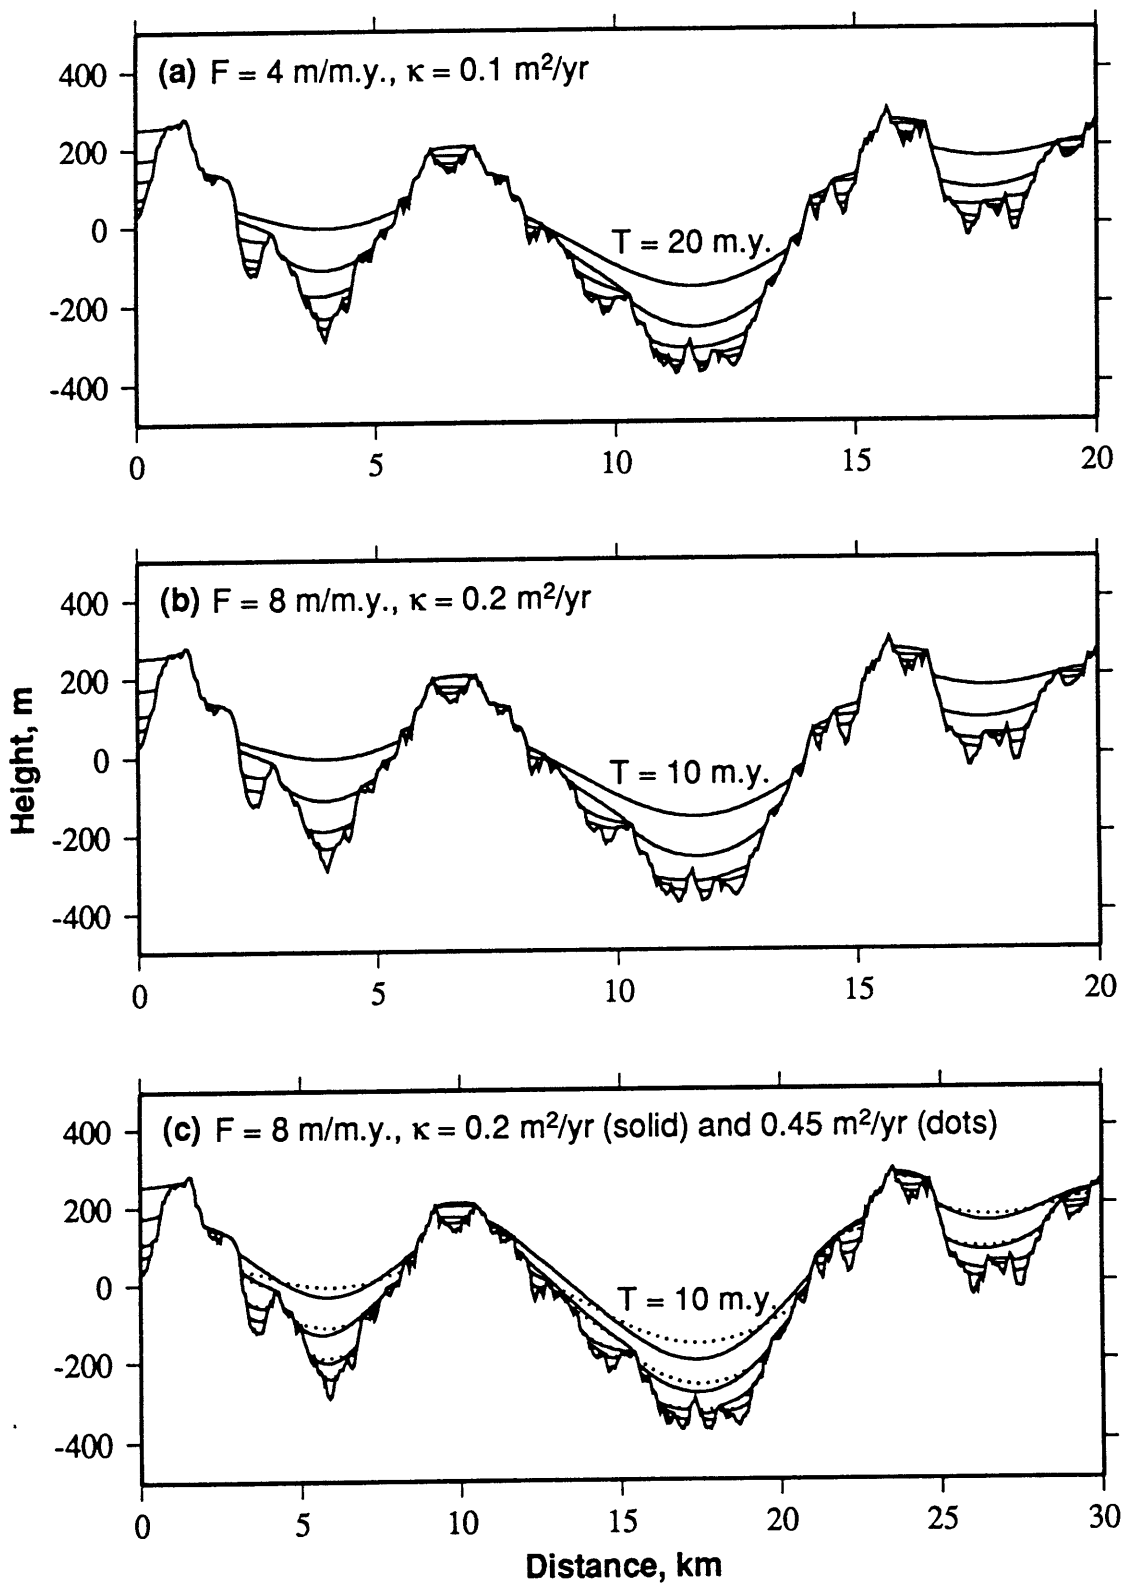 (a) F = 4 m/m.y., κ = 0.1 m²/yr
400
200
0
-200
-400
T = 20 m.y.
0 5 10 15 20
(b) F = 8 m/m.y., κ = 0.2 m²/yr
400
200
0
-200
-400
T = 10 m.y.
0 5 10 15 20
Height, m
(c) F = 8 m/m.y., κ = 0.2 m²/yr (solid) and 0.45 m²/yr (dots)
400
200
0
-200
-400
T = 10 m.y.
0 5 10 15 20 25 30
Distance, km